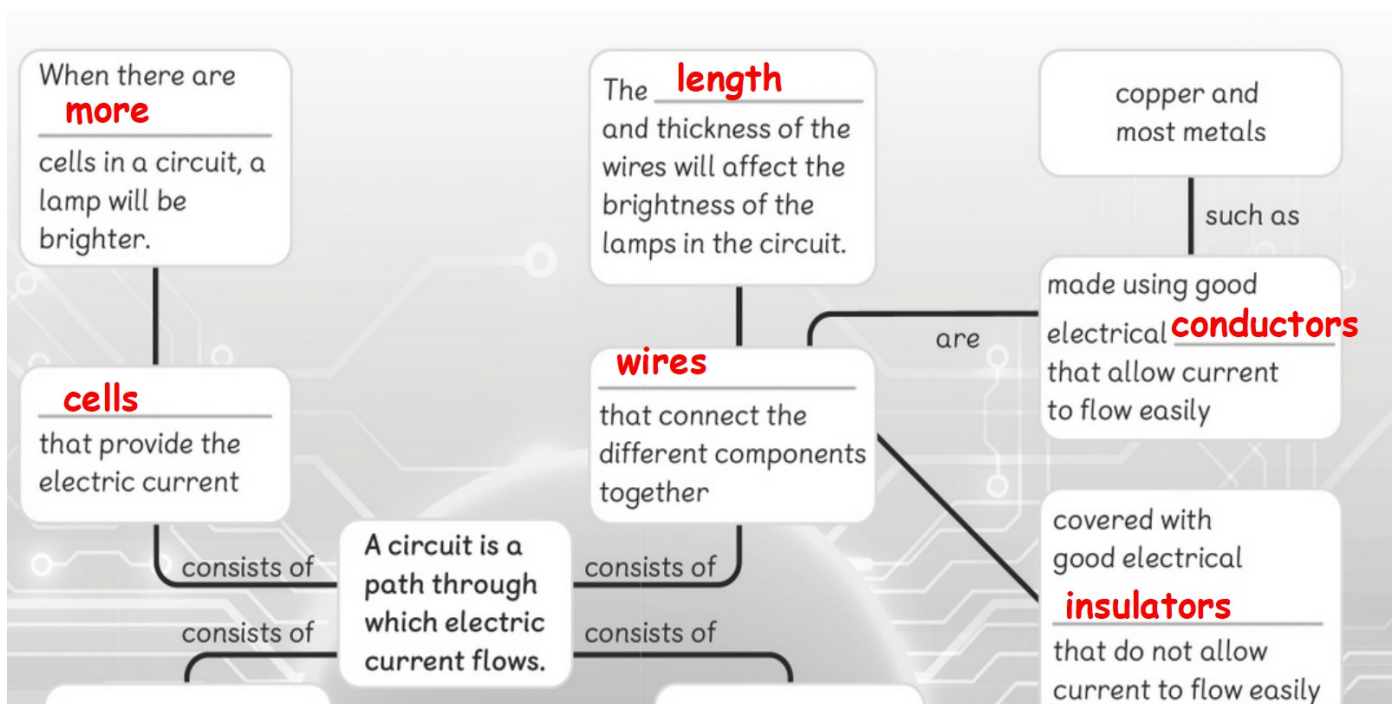 When there are
more
cells in a circuit, a
lamp will be
brighter.
The length
and thickness of the
wires will affect the
brightness of the
lamps in the circuit.
copper and
most metals
such as
made using good
electrical conductors
that allow current
to flow easily
are
cells
that provide the
electric current
wires
that connect the
different components
together
covered with
good electrical
insulators
that do not allow
current to flow easily
consists of
A circuit is a
path through
which electric
current flows.
consists of
consists of
consists of